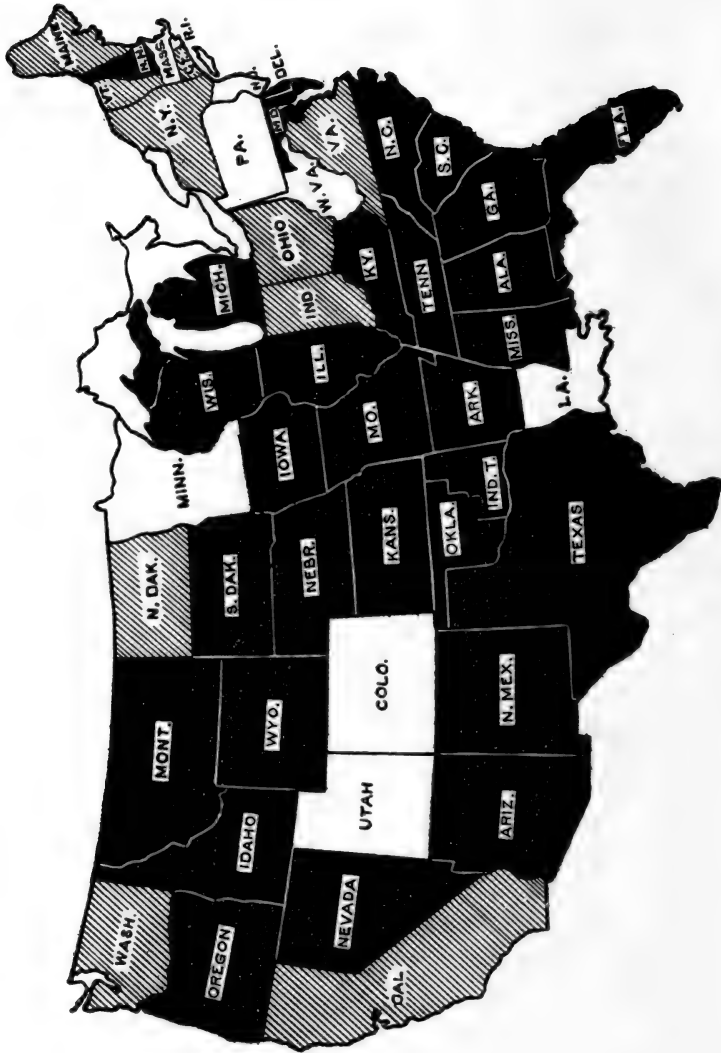 WASH.
OREGON
CAL
NEVADA
IDAHO
MONT.
WYO.
UTAH
COLO.
ARIZ.
N. MEX.
N. DAK.
S. DAK.
NEBR.
KANS.
OKLA.
IND. T.
TEXAS
MINN.
IOWA
MO.
ARK.
LA.
WIS.
ILL.
MICH.
IND
OHIO
KY.
TENN
MISS.
ALA.
GA.
FLA.
S.C.
N.C.
VA.
W.VA.
PA.
MD.
DEL.
N.Y.
VT.
N.H.
MAINE
MASS.
R.I.